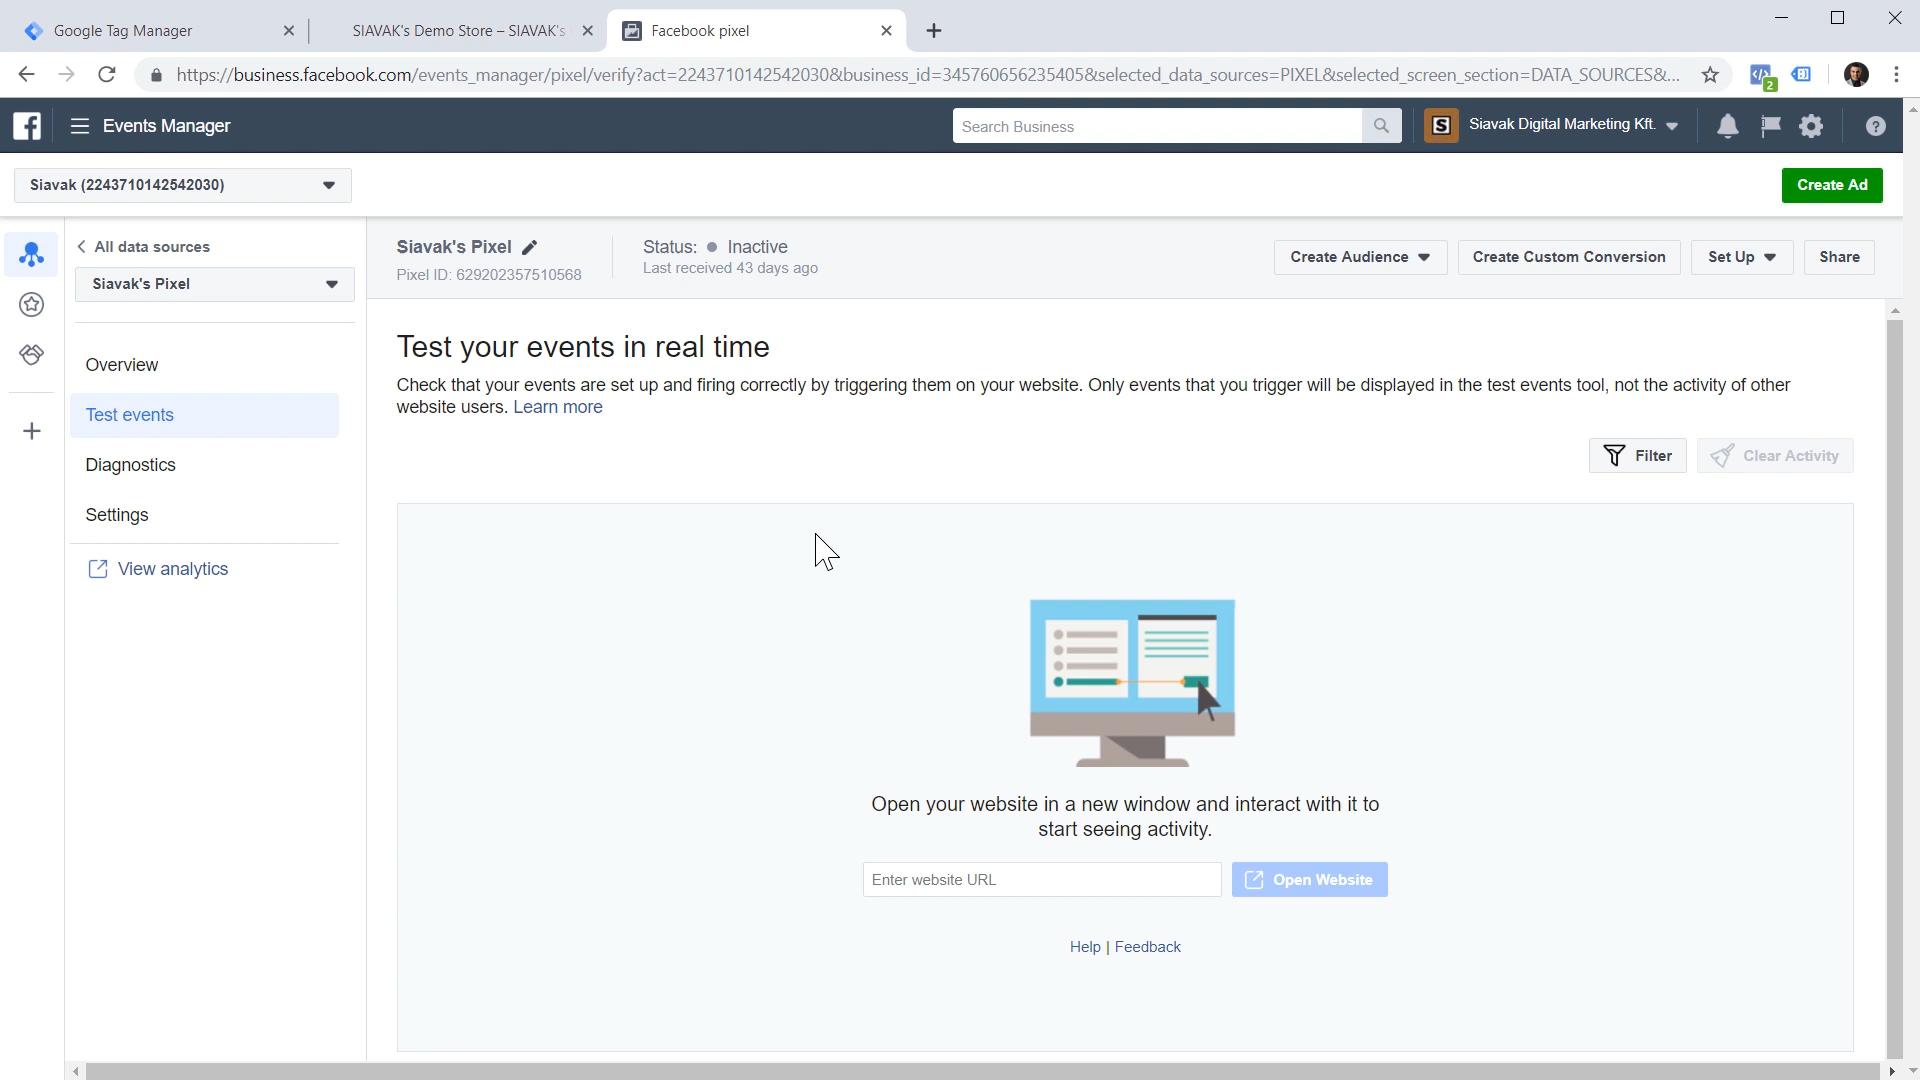 Google Tag Manager
SIAVAK's Demo Store – SIAVAK's
Facebook pixel
https://business.facebook.com/events_manager/pixel/verify?act=2243710142542030&business_id=345760656235405&selected_data_sources=PIXEL&selected_screen_section=DATA_SOURCES&...
2
Events Manager
Search Business
S
Siavak Digital Marketing Kft.
Siavak (2243710142542030)
Create Ad
All data sources
Siavak's Pixel
Overview
Test events
Diagnostics
Settings
View analytics
Siavak's Pixel
Pixel ID: 629202357510568
Status: Inactive
Last received 43 days ago
Create Audience
Create Custom Conversion
Set Up
Share
Test your events in real time
Check that your events are set up and firing correctly by triggering them on your website. Only events that you trigger will be displayed in the test events tool, not the activity of other
website users. Learn more
Filter
Clear Activity
Open your website in a new window and interact with it to
start seeing activity.
Enter website URL
Open Website
Help | Feedback